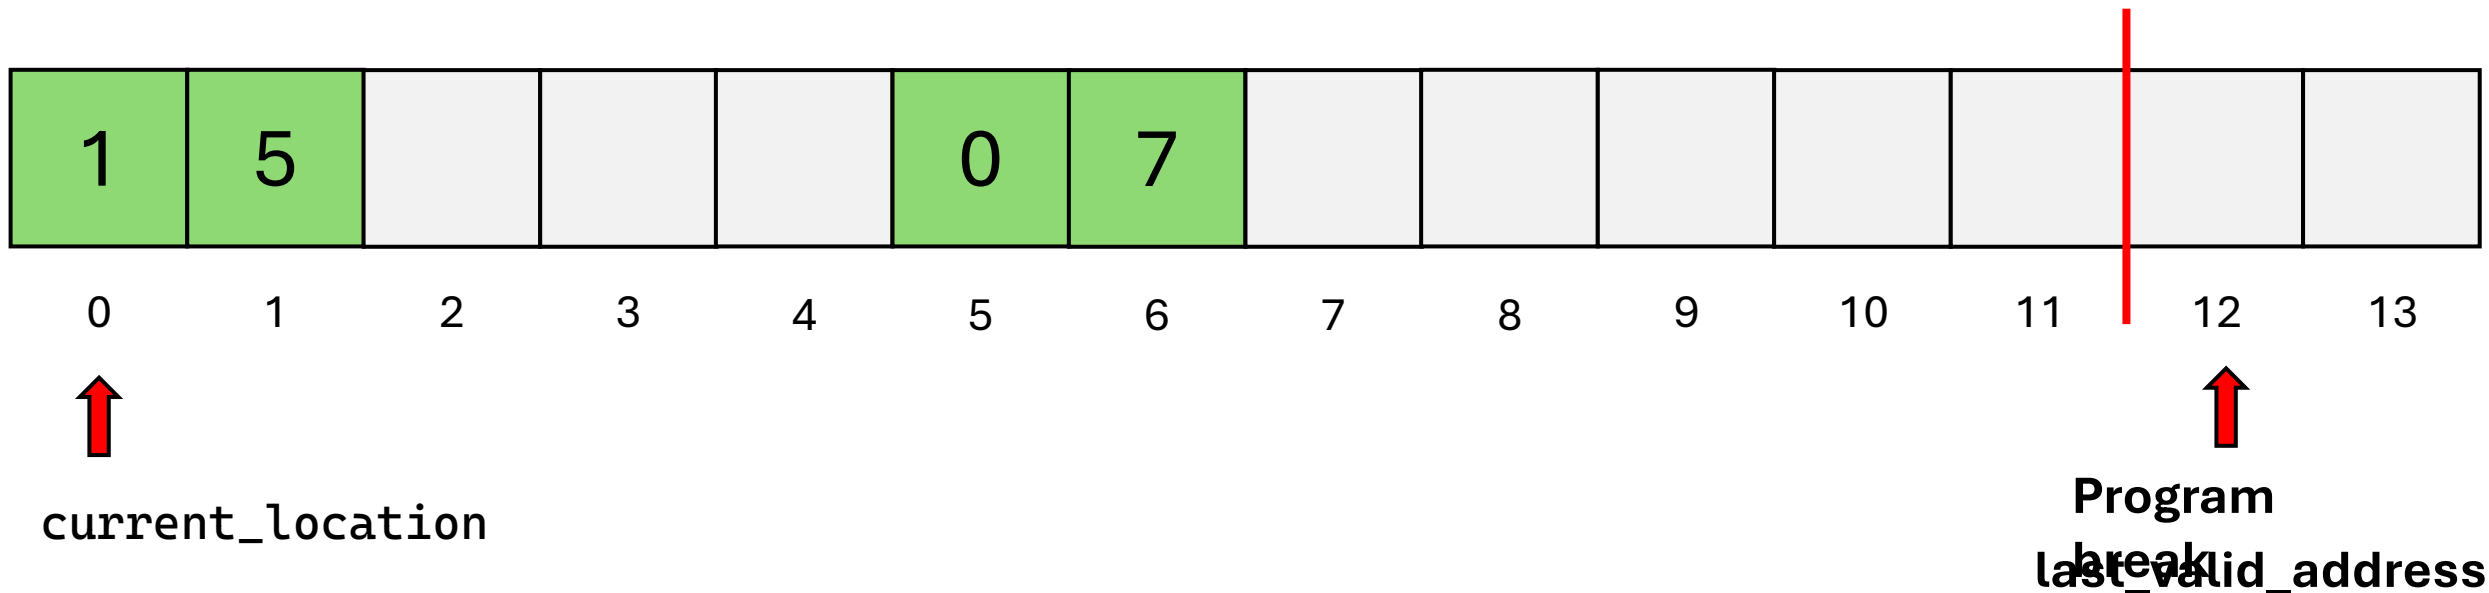 1 5 0 7
0 1 2 3 4 5 6 7 8 9 10 11 12 13
current_location
Program
break
last_valid_address